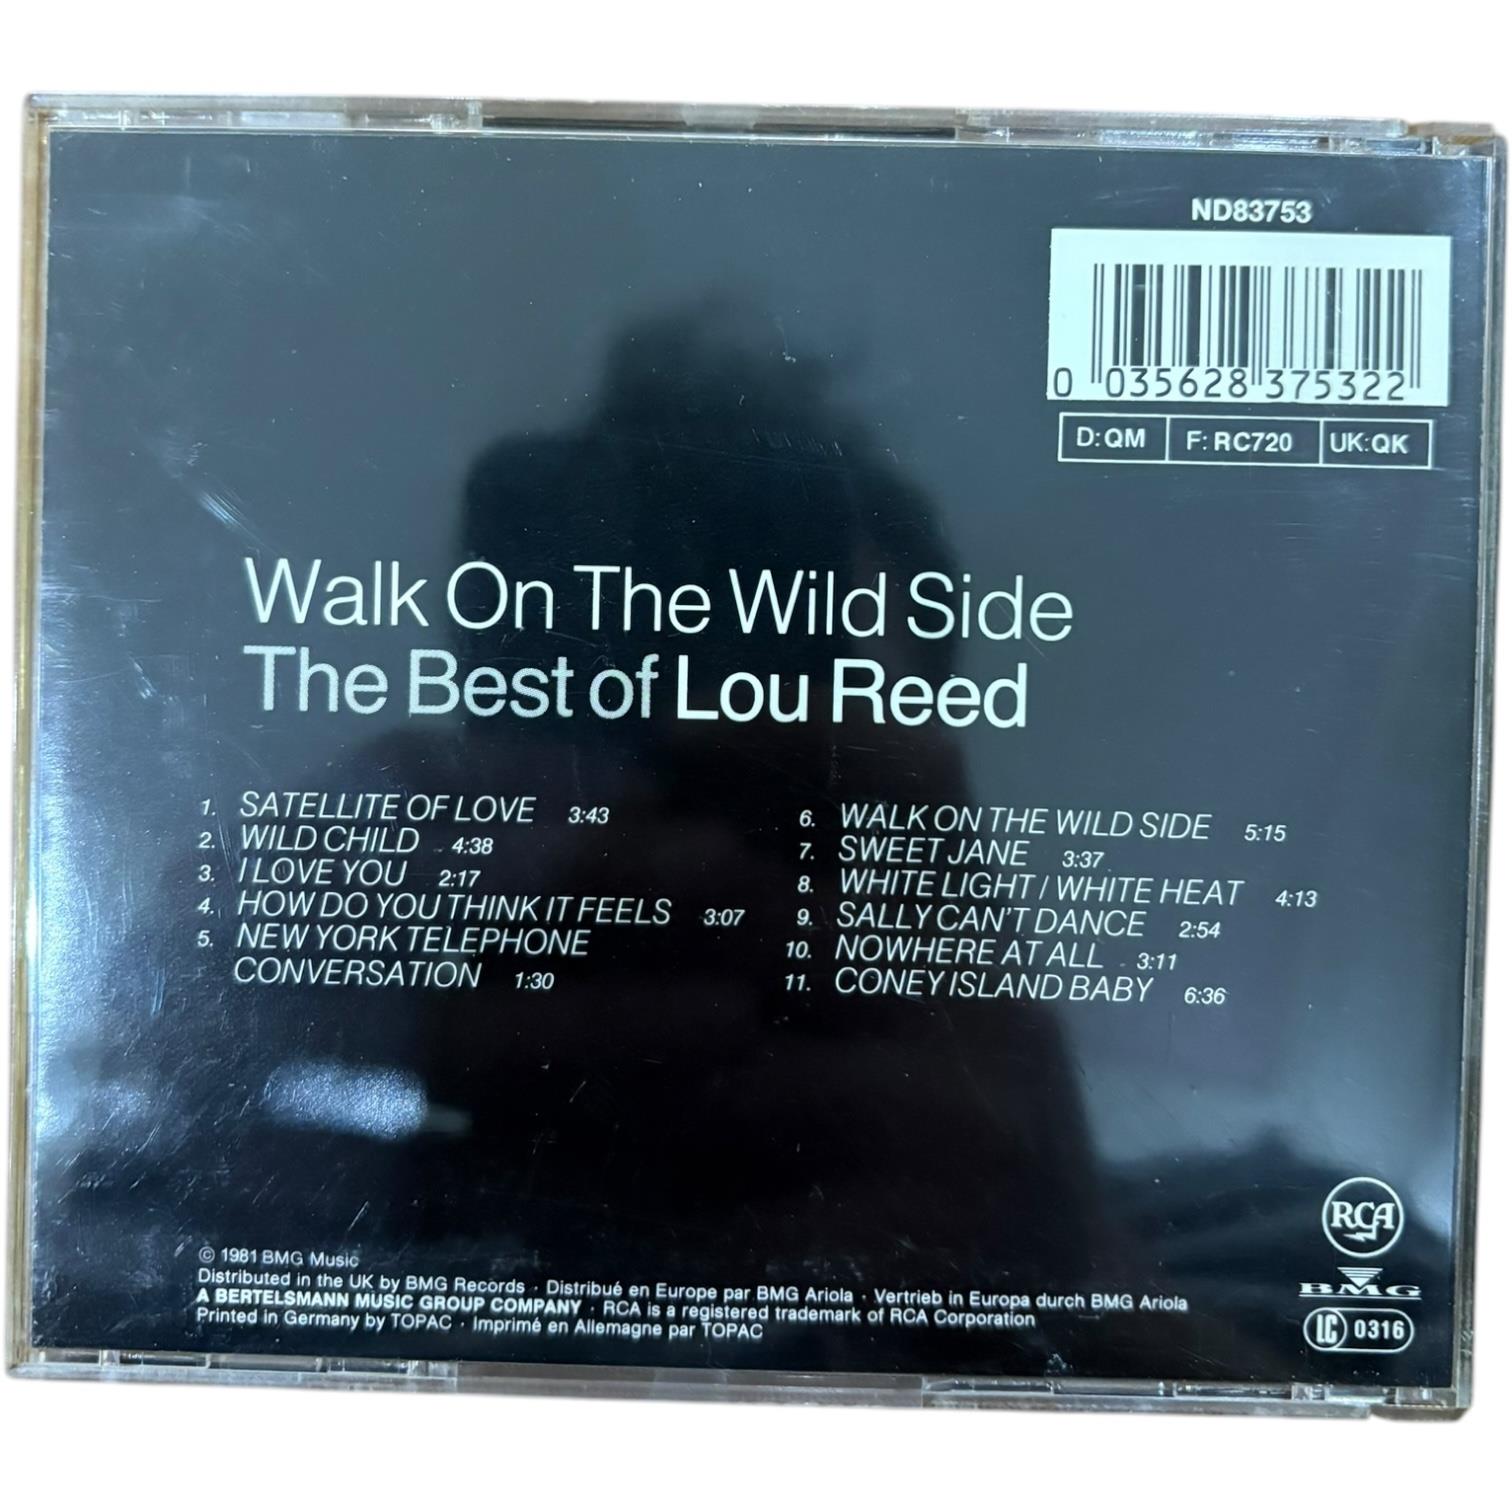 ND83753
0 035628 375322
D:QM F:RC720 UK:QK
Walk On The Wild Side
The Best of Lou Reed
1. SATELLITE OF LOVE 3:43
2. WILD CHILD 4:38
3. I LOVE YOU 2:17
4. HOW DO YOU THINK IT FEELS 3:07
5. NEW YORK TELEPHONE
CONVERSATION 1:30
6. WALK ON THE WILD SIDE 5:15
7. SWEET JANE 3:37
8. WHITE LIGHT / WHITE HEAT 4:13
9. SALLY CAN'T DANCE 2:54
10. NOWHERE AT ALL 3:11
11. CONEY ISLAND BABY 6:36
© 1981 BMG Music
Distributed in the UK by BMG Records · Distribué en Europe par BMG Ariola · Vertrieb in Europa durch BMG Ariola
A BERTELSMANN MUSIC GROUP COMPANY · RCA is a registered trademark of RCA Corporation
Printed in Germany by TOPAC · Imprimé en Allemagne par TOPAC
RCA
BMG
LC 0316